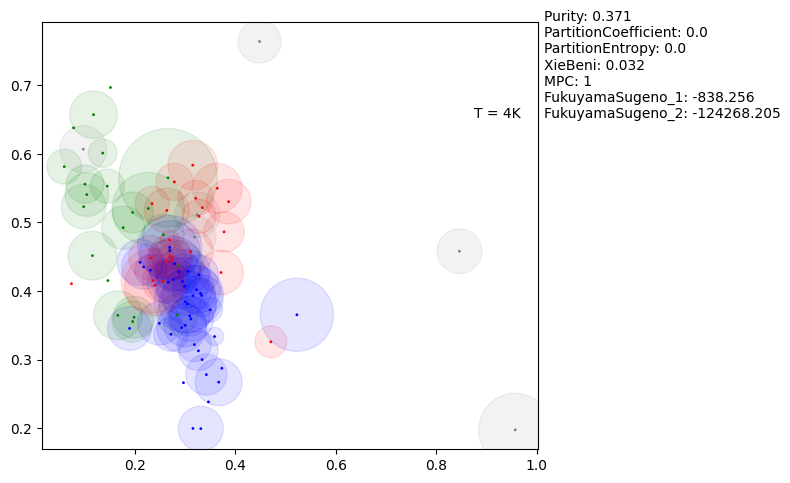 Purity: 0.371
PartitionCoefficient: 0.0
PartitionEntropy: 0.0
XieBeni: 0.032
MPC: 1
FukuyamaSugeno_1: -838.256
FukuyamaSugeno_2: -124268.205
T = 4K
0.7
0.6
0.5
0.4
0.3
0.2
0.2 0.4 0.6 0.8 1.0